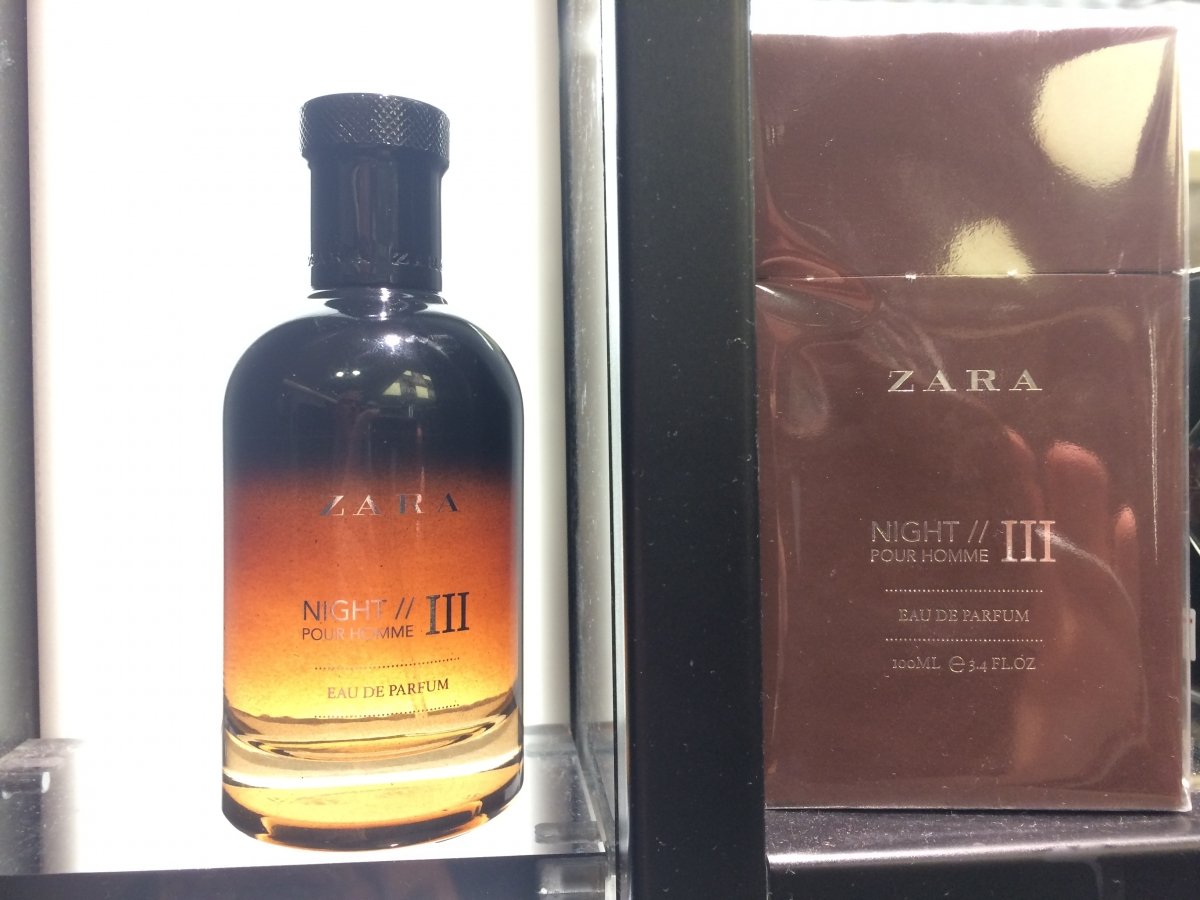 ZARA
NIGHT // III
POUR HOMME
EAU DE PARFUM
ZARA
NIGHT // III
POUR HOMME
EAU DE PARFUM
100ML e 3.4 FL.OZ